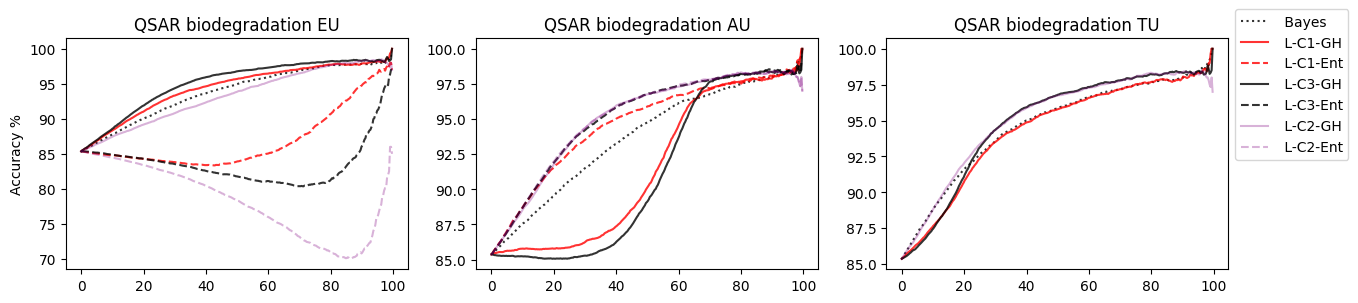 QSAR biodegradation EU
Accuracy %
100
95
90
85
80
75
70
0 20 40 60 80 100
QSAR biodegradation AU
100.0
97.5
95.0
92.5
90.0
87.5
85.0
0 20 40 60 80 100
QSAR biodegradation TU
100.0
97.5
95.0
92.5
90.0
87.5
85.0
0 20 40 60 80 100
Bayes
L-C1-GH
L-C1-Ent
L-C3-GH
L-C3-Ent
L-C2-GH
L-C2-Ent